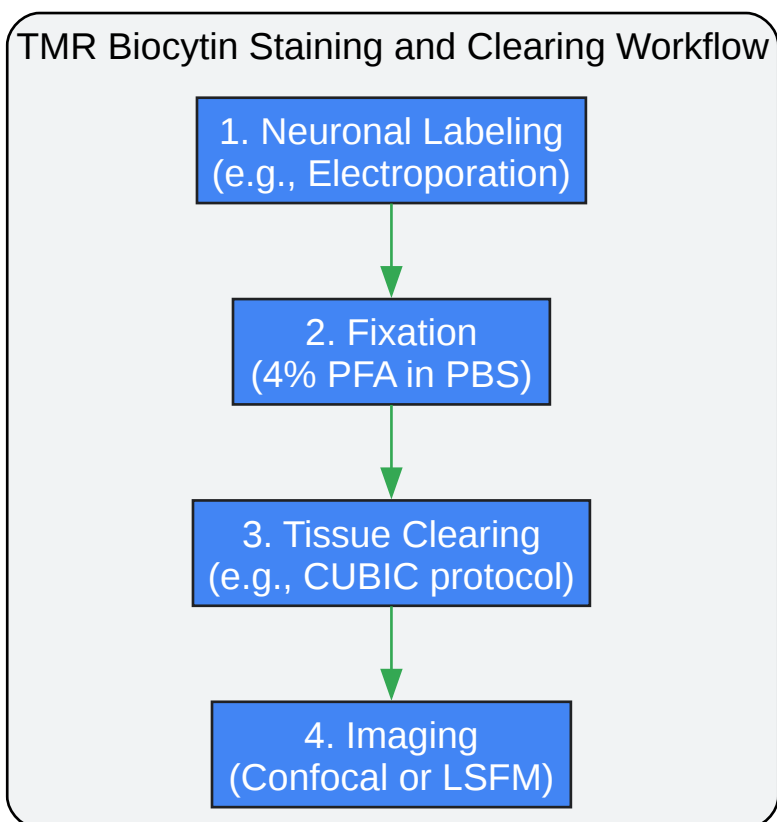 TMR Biocytin Staining and Clearing Workflow
1. Neuronal Labeling
(e.g., Electroporation)
2. Fixation
(4% PFA in PBS)
3. Tissue Clearing
(e.g., CUBIC protocol)
4. Imaging
(Confocal or LSFM)